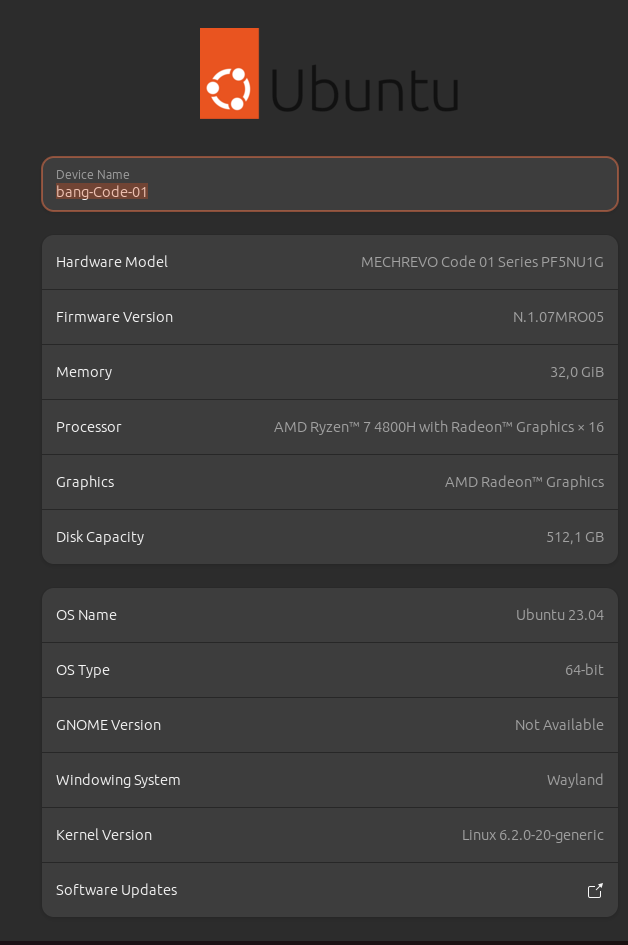 Ubuntu
Device Name
bang-Code-01
Hardware Model MECHREVO Code 01 Series PF5NU1G
Firmware Version N.1.07MRO05
Memory 32,0 GiB
Processor AMD Ryzen™ 7 4800H with Radeon™ Graphics × 16
Graphics AMD Radeon™ Graphics
Disk Capacity 512,1 GB
OS Name Ubuntu 23.04
OS Type 64-bit
GNOME Version Not Available
Windowing System Wayland
Kernel Version Linux 6.2.0-20-generic
Software Updates